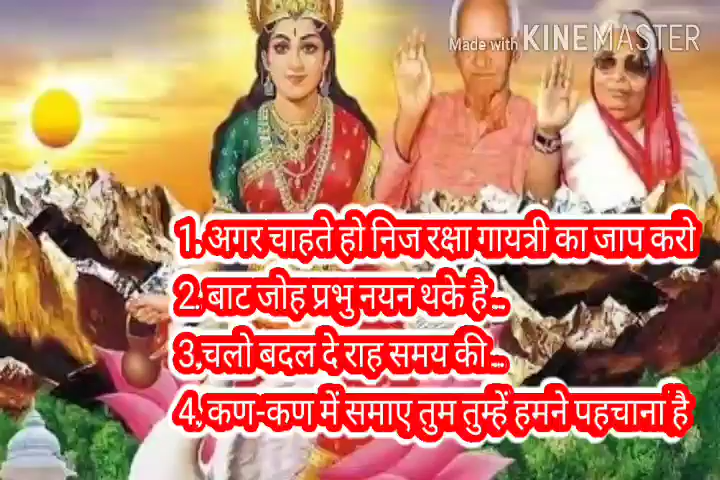 Made with KINEMASTER
1. अगर चाहते हो निज रक्षा गायत्री का जाप करो
2. बाट जोह प्रभु नयन थके है...
3.चलो बदल दे राह समय की...
4. कण-कण में समाए तुम तुम्हें हमने पहचाना है